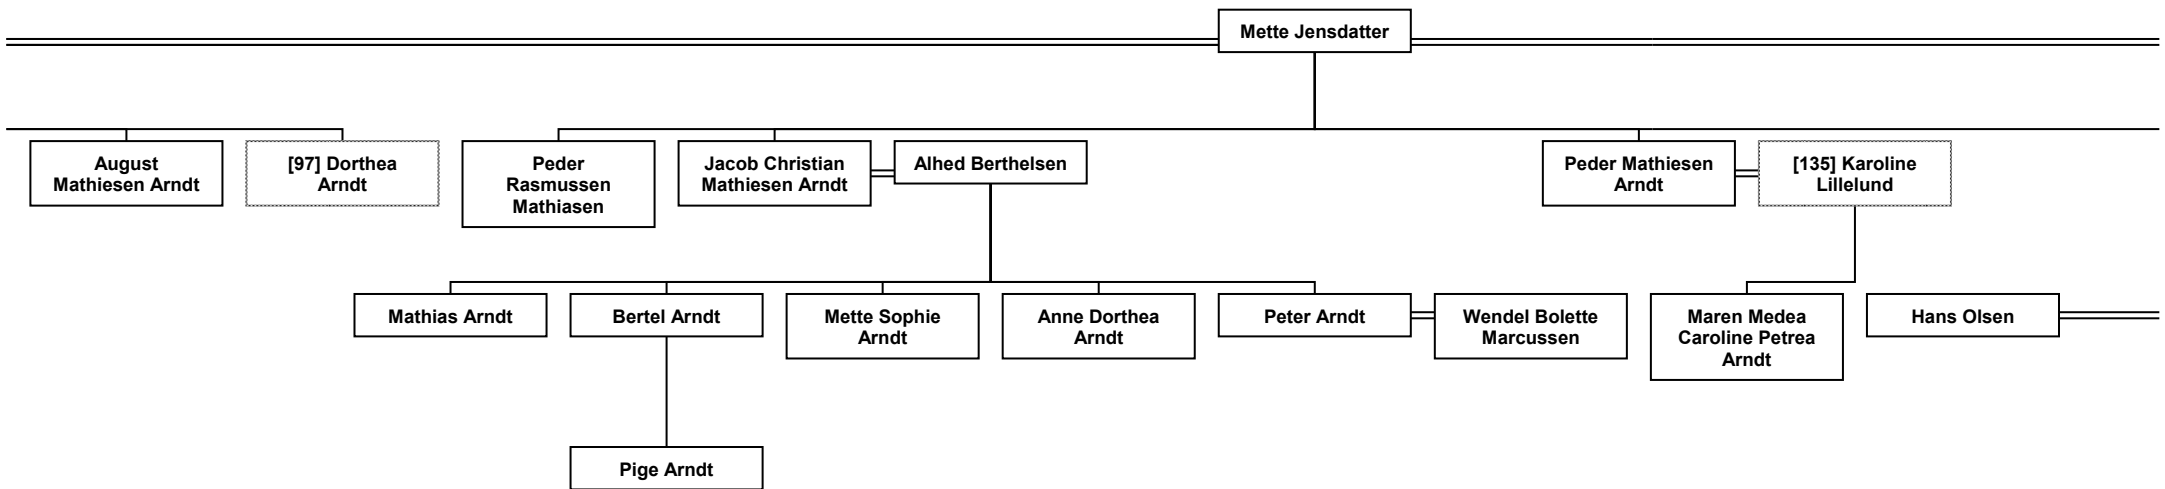 Mette Jensdatter
August
Mathiesen Arndt
[97] Dorthea
Arndt
Peder
Rasmussen
Mathiasen
Jacob Christian
Mathiesen Arndt
Alhed Berthelsen
Peder Mathiesen
Arndt
[135] Karoline
Lillelund
Mathias Arndt
Bertel Arndt
Mette Sophie
Arndt
Anne Dorthea
Arndt
Peter Arndt
Wendel Bolette
Marcussen
Maren Medea
Caroline Petrea
Arndt
Hans Olsen
Pige Arndt